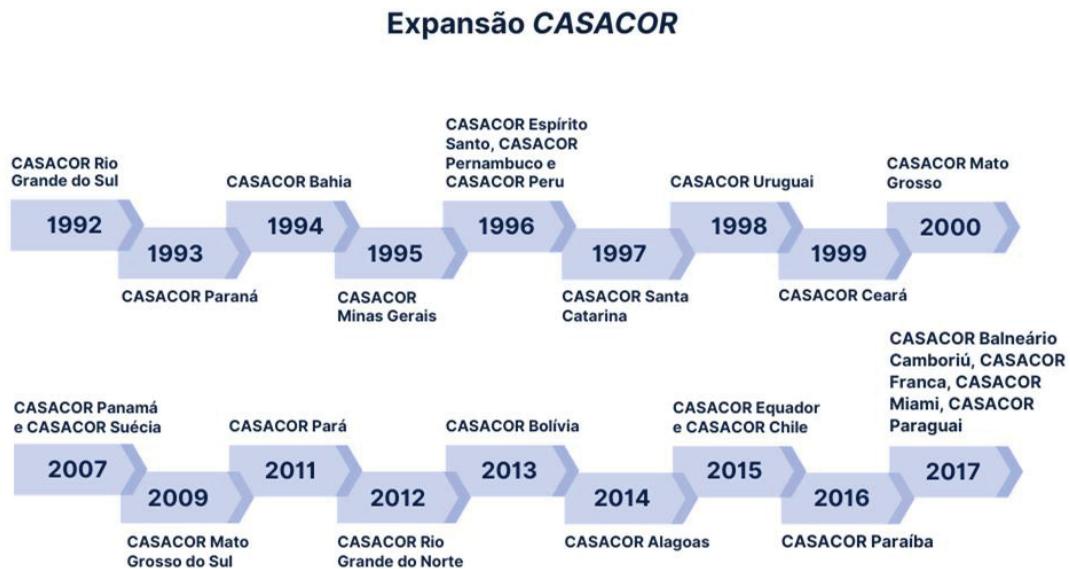 Expansão CASACOR
CASACOR Rio
Grande do Sul
1992
1993
CASACOR Paraná
CASACOR Bahia
1994
1995
CASACOR
Minas Gerais
CASACOR Espírito
Santo, CASACOR
Pernambuco e
CASACOR Peru
1996
1997
CASACOR Santa
Catarina
CASACOR Uruguai
1998
1999
CASACOR Ceará
CASACOR Mato
Grosso
2000
CASACOR Panamá
e CASACOR Suécia
2007
2009
CASACOR Mato
Grosso do Sul
CASACOR Pará
2011
2012
CASACOR Rio
Grande do Norte
CASACOR Bolívia
2013
2014
CASACOR Alagoas
CASACOR Equador
e CASACOR Chile
2015
2016
CASACOR Paraíba
CASACOR Balneário
Camboriú, CASACOR
Franca, CASACOR
Miami, CASACOR
Paraguai
2017